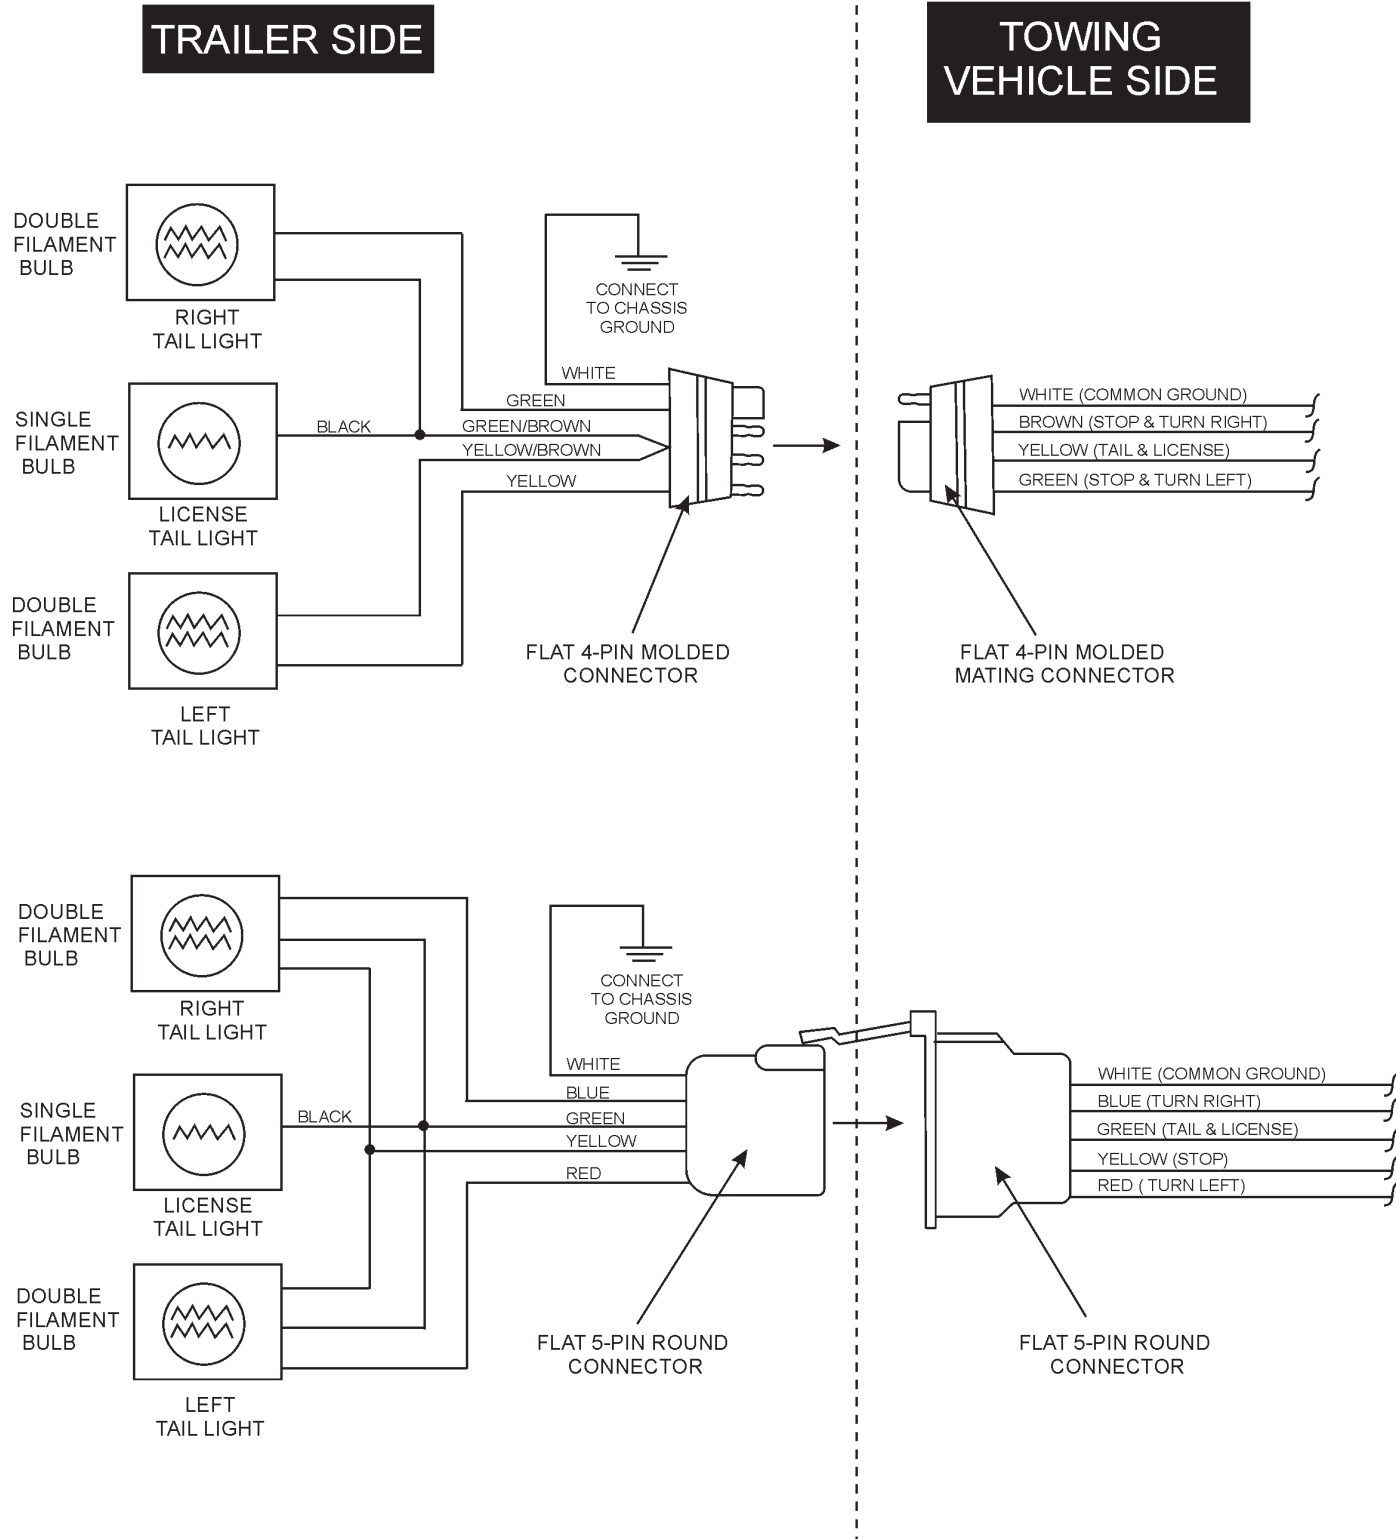 TRAILER SIDE
TOWING
VEHICLE SIDE
DOUBLE
FILAMENT
BULB
RIGHT
TAIL LIGHT
CONNECT
TO CHASSIS
GROUND
WHITE
GREEN
SINGLE
FILAMENT
BULB
BLACK
GREEN/BROWN
YELLOW/BROWN
YELLOW
LICENSE
TAIL LIGHT
WHITE (COMMON GROUND)
BROWN (STOP & TURN RIGHT)
YELLOW (TAIL & LICENSE)
GREEN (STOP & TURN LEFT)
DOUBLE
FILAMENT
BULB
LEFT
TAIL LIGHT
FLAT 4-PIN MOLDED
CONNECTOR
FLAT 4-PIN MOLDED
MATING CONNECTOR
DOUBLE
FILAMENT
BULB
RIGHT
TAIL LIGHT
CONNECT
TO CHASSIS
GROUND
WHITE
BLUE
SINGLE
FILAMENT
BULB
BLACK
GREEN
YELLOW
RED
LICENSE
TAIL LIGHT
WHITE (COMMON GROUND)
BLUE (TURN RIGHT)
GREEN (TAIL & LICENSE)
YELLOW (STOP)
RED ( TURN LEFT)
DOUBLE
FILAMENT
BULB
LEFT
TAIL LIGHT
FLAT 5-PIN ROUND
CONNECTOR
FLAT 5-PIN ROUND
CONNECTOR